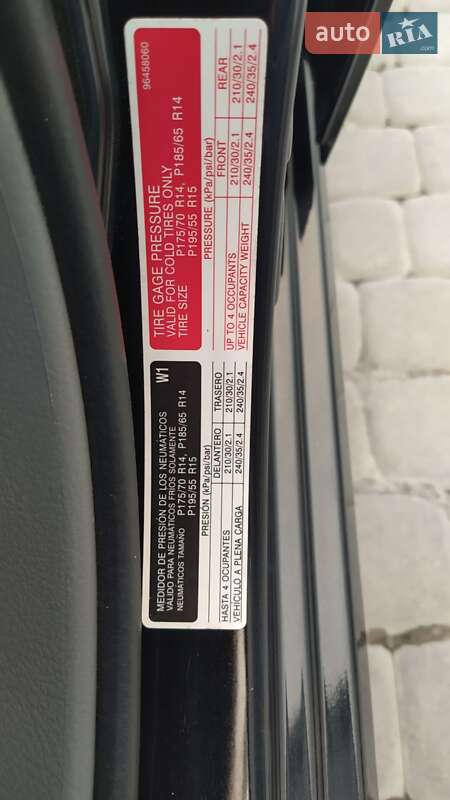 auto RIA
.com
96458060
TIRE GAGE PRESSURE
VALID FOR COLD TIRES ONLY
TIRE SIZE P175/70 R14, P185/65 R14
P195/55 R15
PRESSURE (kPa/psi/bar)
FRONT REAR
UP TO 4 OCCUPANTS 210/30/2.1 210/30/2.1
VEHICLE CAPACITY WEIGHT 240/35/2.4 240/35/2.4
MEDIDOR DE PRESIÓN DE LOS NEUMÁTICOS W1
VALIDO PARA NEUMÁTICOS FRIOS SOLAMENTE
NEUMÁTICOS TAMAÑO P175/70 R14, P185/65 R14
P195/55 R15
PRESIÓN (kPa/psi/bar)
DELANTERO TRASERO
HASTA 4 OCUPANTES 210/30/2.1 210/30/2.1
VEHICULO A PLENA CARGA 240/35/2.4 240/35/2.4